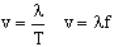 v = λ/T    v = λf